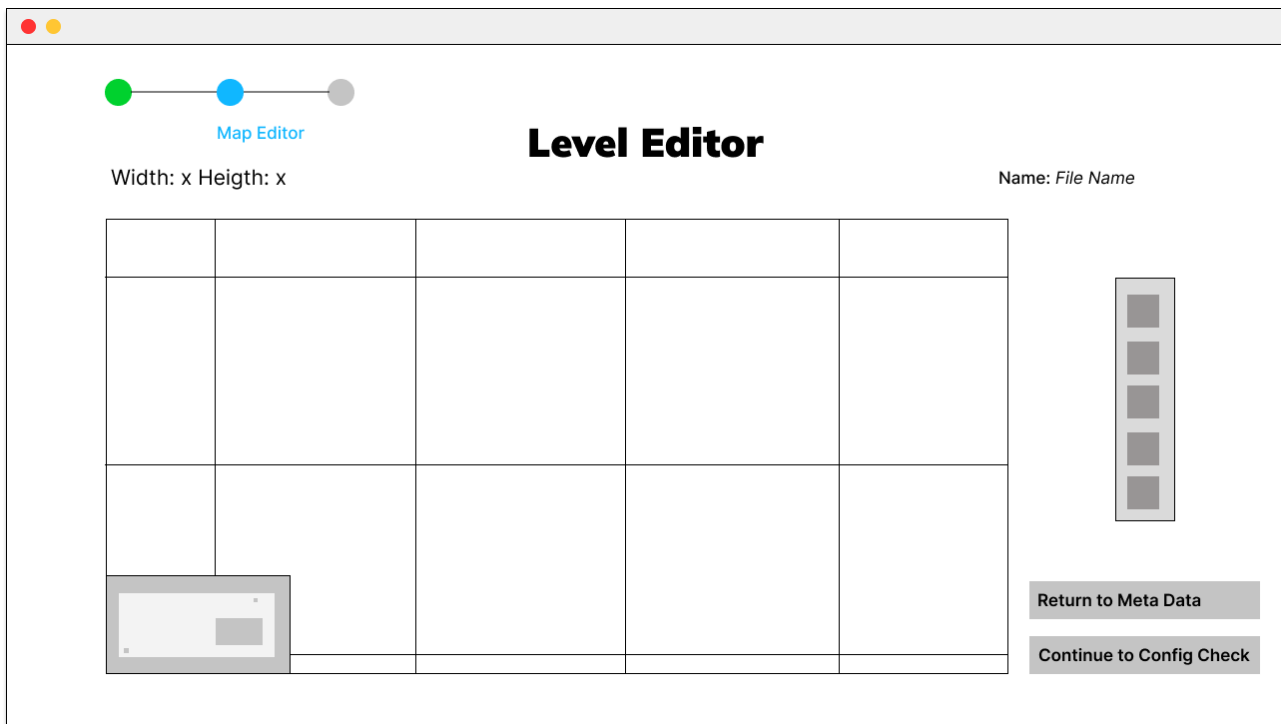 Map Editor
Level Editor
Width: x Heigth: x
Name: File Name
Return to Meta Data
Continue to Config Check